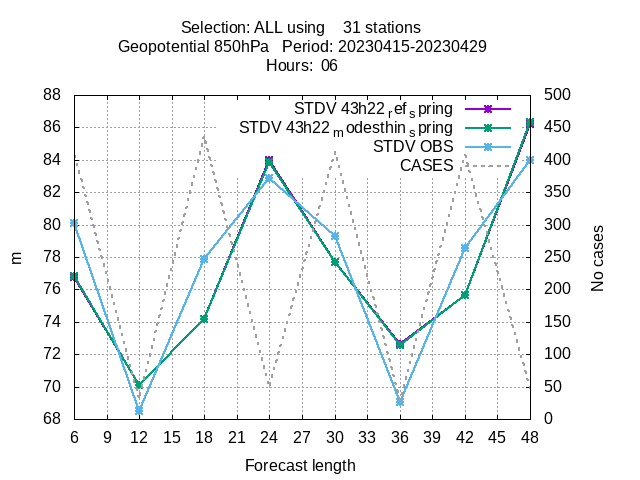 Selection: ALL using    31 stations
Geopotential 850hPa   Period: 20230415-20230429
Hours:  06
STDV 43h22 ref spring
STDV 43h22 modesthin spring
STDV OBS
CASES
88
86
84
82
80
78
76
74
72
70
68
m
500
450
400
350
300
250
200
150
100
50
0
No cases
6 9 12 15 18 21 24 27 30 33 36 39 42 45 48
Forecast length